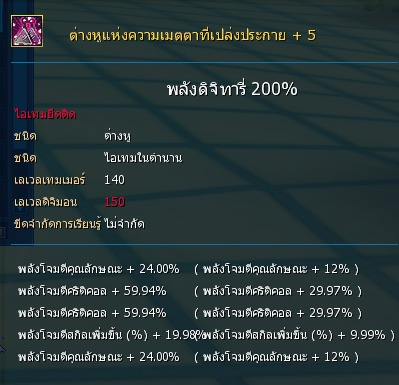 ต่างหูแห่งความเมตตาที่เปล่งประกาย + 5
พลังดิจิทารี่ 200%
ไอเทมยึดติด
ชนิด ต่างหู
ชนิด ไอเทมในตำนาน
เลเวลเทมเมอร์ 140
เลเวลดิจิมอน 150
ขีดจำกัดการเรียนรู้ ไม่จำกัด
พลังโจมตีคุณลักษณะ + 24.00% ( พลังโจมตีคุณลักษณะ + 12% )
พลังโจมตีคริติคอล + 59.94% ( พลังโจมตีคริติคอล + 29.97% )
พลังโจมตีคริติคอล + 59.94% ( พลังโจมตีคริติคอล + 29.97% )
พลังโจมตีสกิลเพิ่มขึ้น (%) + 19.98% พลังโจมตีสกิลเพิ่มขึ้น (%) + 9.99% )
พลังโจมตีคุณลักษณะ + 24.00% ( พลังโจมตีคุณลักษณะ + 12% )